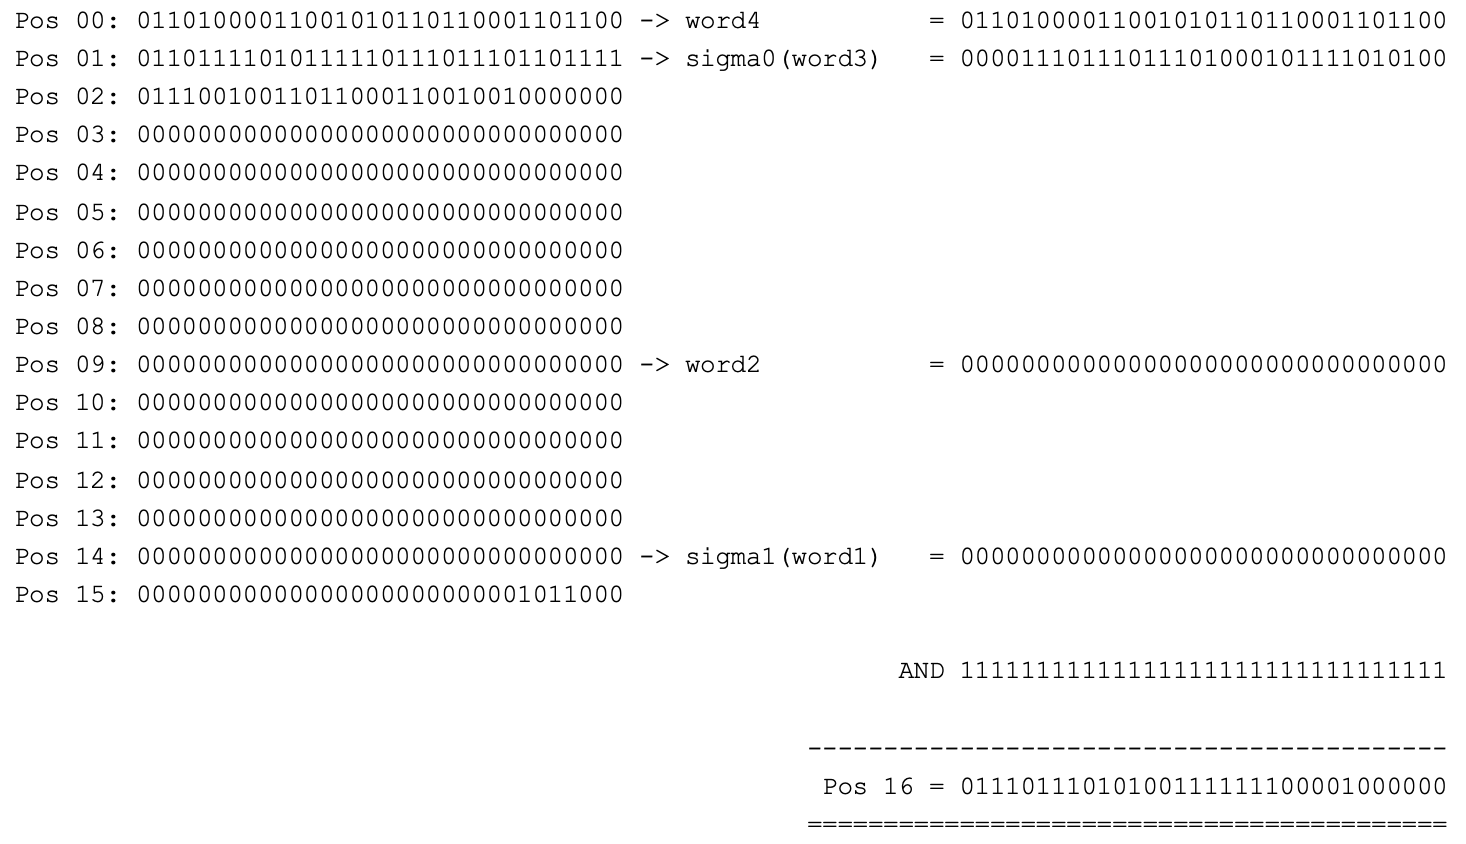 Pos 00: 01101000011001010110110001101100 -> word4 = 01101000011001010110110001101100
Pos 01: 01101111010111110111011101101111 -> sigma0(word3) = 00001110111011101000101111010100
Pos 02: 01110010011011000110010010000000
Pos 03: 00000000000000000000000000000000
Pos 04: 00000000000000000000000000000000
Pos 05: 00000000000000000000000000000000
Pos 06: 00000000000000000000000000000000
Pos 07: 00000000000000000000000000000000
Pos 08: 00000000000000000000000000000000
Pos 09: 00000000000000000000000000000000 -> word2 = 00000000000000000000000000000000
Pos 10: 00000000000000000000000000000000
Pos 11: 00000000000000000000000000000000
Pos 12: 00000000000000000000000000000000
Pos 13: 00000000000000000000000000000000
Pos 14: 00000000000000000000000000000000 -> sigma1(word1) = 00000000000000000000000000000000
Pos 15: 00000000000000000000000001011000
AND 11111111111111111111111111111111
------------------------------------------
Pos 16 = 01110111010100111111100001000000
==========================================